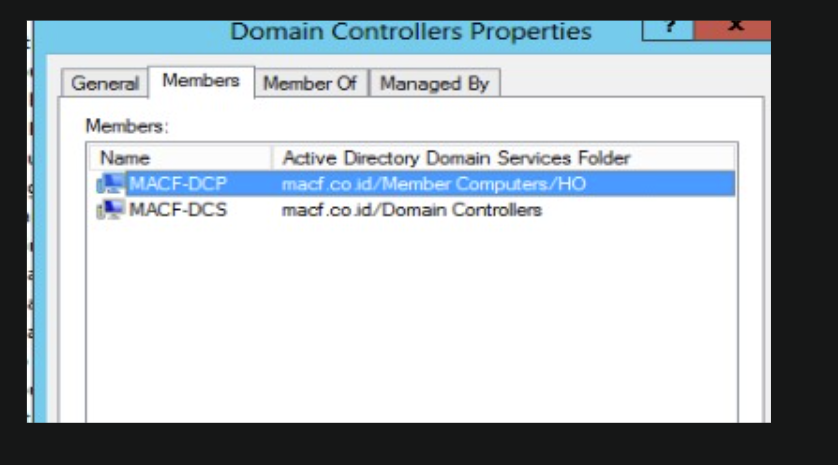 Domain Controllers Properties ? x
General Members Member Of Managed By
Members:
Name Active Directory Domain Services Folder
MACF-DCP macf.co.id/Member Computers/HO
MACF-DCS macf.co.id/Domain Controllers